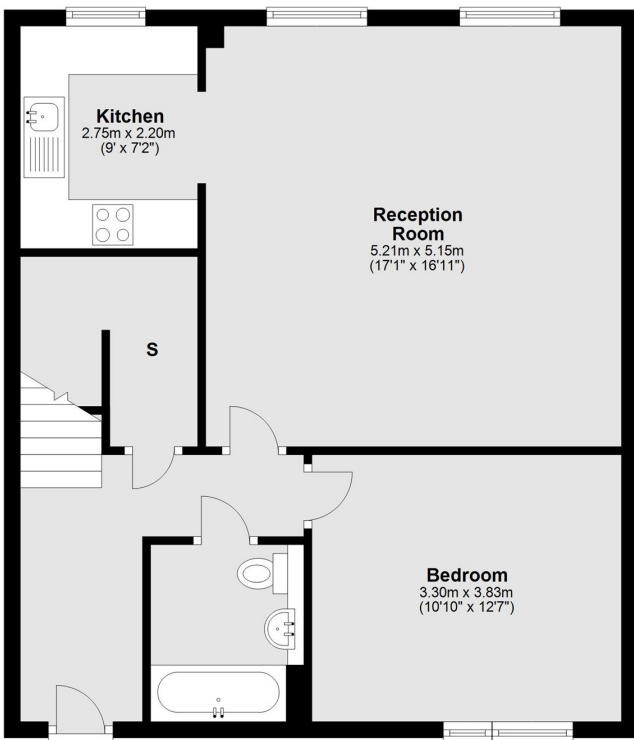 Kitchen
2.75m x 2.20m
(9' x 7'2")
Reception
Room
5.21m x 5.15m
(17'1" x 16'11")
S
Bedroom
3.30m x 3.83m
(10'10" x 12'7")